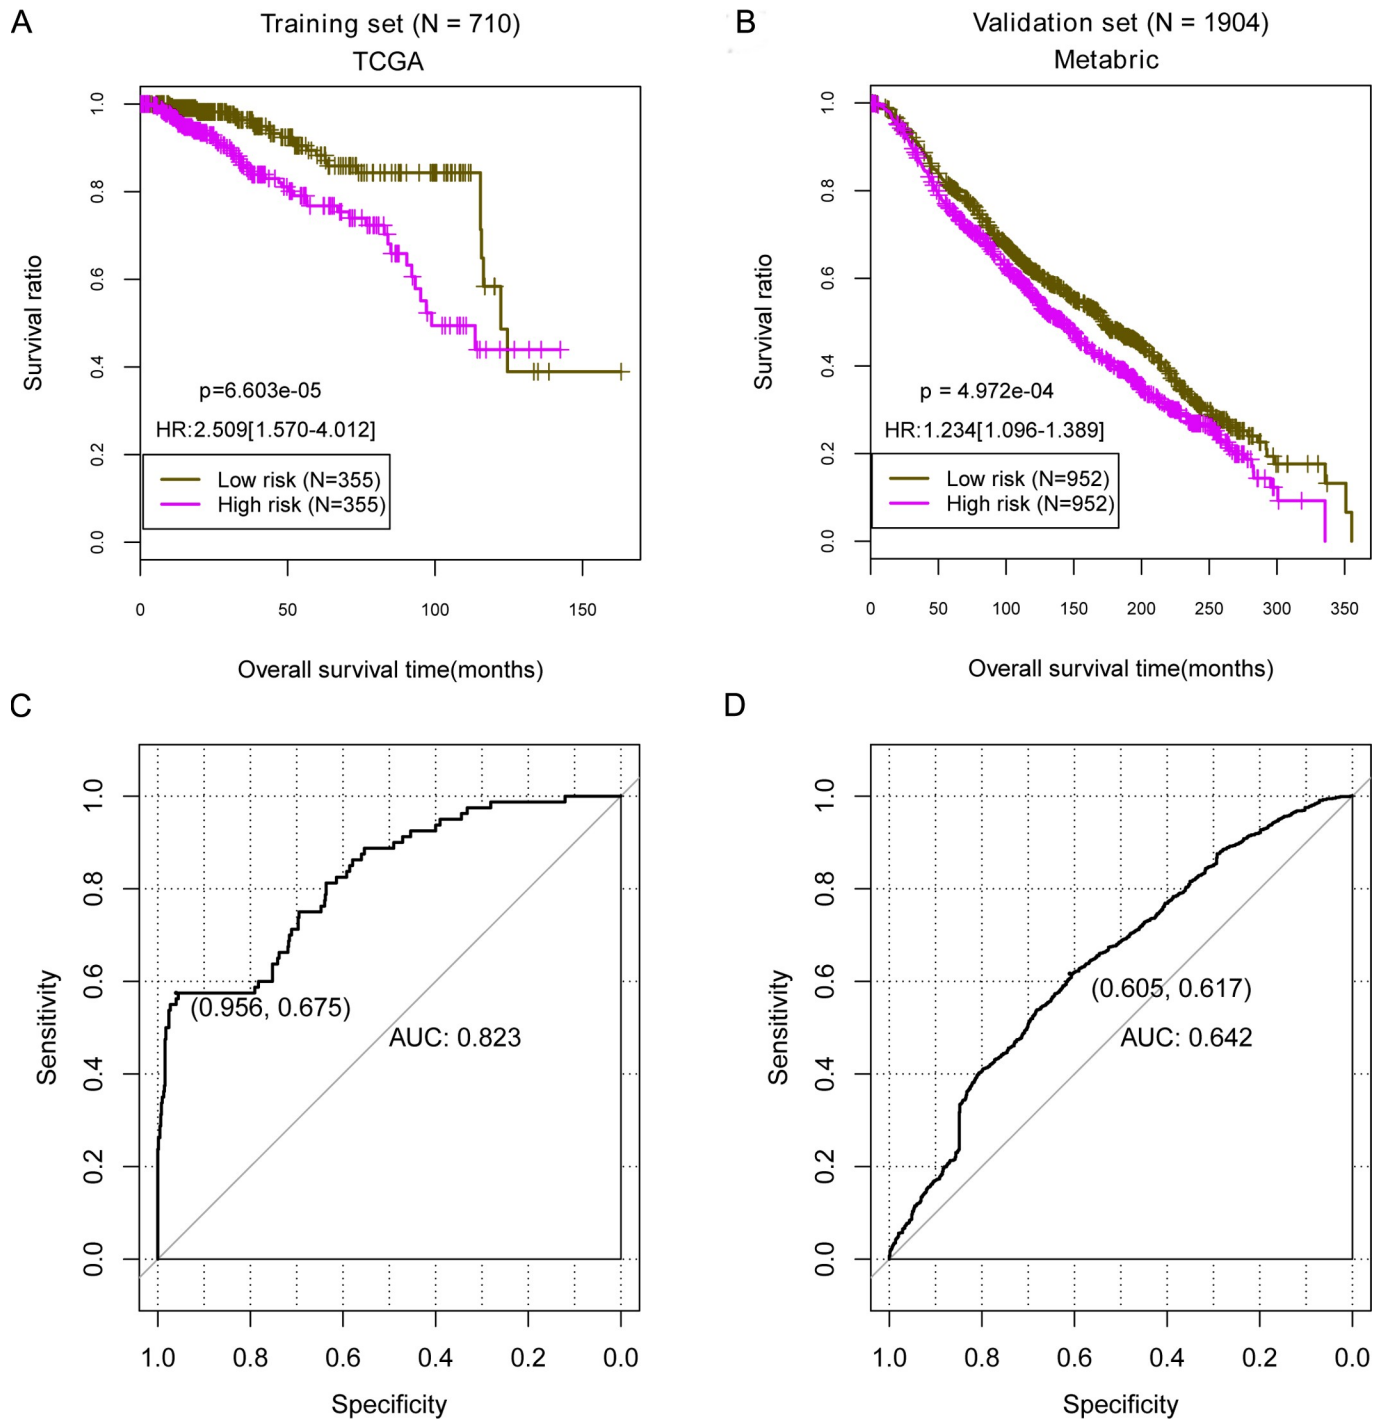 A
Training set (N = 710)
TCGA
1.0
0.8
0.6
0.4
0.2
0.0
Survival ratio
p=6.603e-05
HR:2.509[1.570-4.012]
Low risk (N=355)
High risk (N=355)
0 50 100 150
Overall survival time(months)
B
Validation set (N = 1904)
Metabric
1.0
0.8
0.6
0.4
0.2
0.0
Survival ratio
p = 4.972e-04
HR:1.234[1.096-1.389]
Low risk (N=952)
High risk (N=952)
0 50 100 150 200 250 300 350
Overall survival time(months)
C
1.0
0.8
0.6
0.4
0.2
0.0
Sensitivity
(0.956, 0.675)
AUC: 0.823
1.0 0.8 0.6 0.4 0.2 0.0
Specificity
D
1.0
0.8
0.6
0.4
0.2
0.0
Sensitivity
(0.605, 0.617)
AUC: 0.642
1.0 0.8 0.6 0.4 0.2 0.0
Specificity